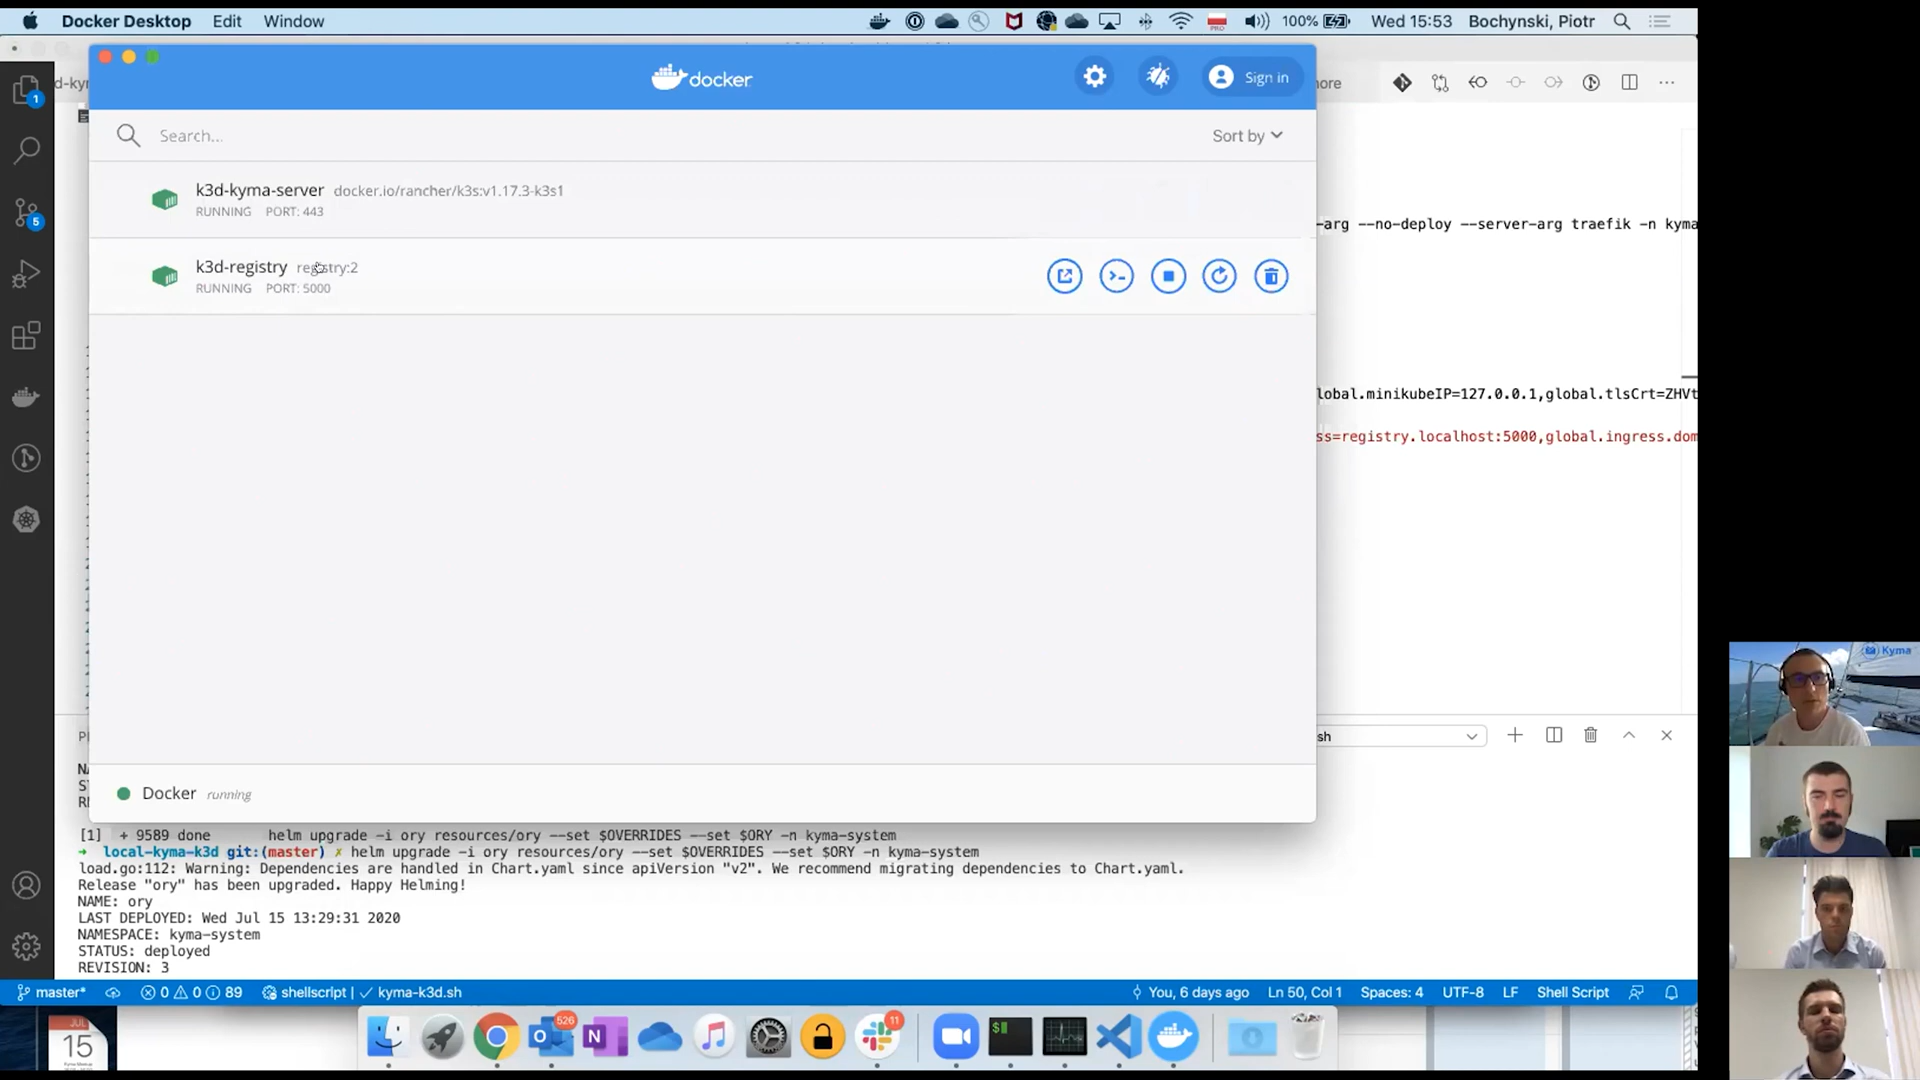 Docker Desktop Edit Window 100% Wed 15:53 Bochynski, Piotr
PRO
docker Sign in
Search... Sort by
k3d-kyma-server docker.io/rancher/k3s:v1.17.3-k3s1
RUNNING PORT: 443
-arg --no-deploy --server-arg traefik -n kyma
k3d-registry registry:2
RUNNING PORT: 5000
lobal.minikubeIP=127.0.0.1,global.tlsCrt=ZHVt
ss=registry.localhost:5000,global.ingress.dom
1
5
Kyma
sh
Docker running
[1] + 9589 done helm upgrade -i ory resources/ory --set $OVERRIDES --set $ORY -n kyma-system
→ local-kyma-k3d git:(master) ✗ helm upgrade -i ory resources/ory --set $OVERRIDES --set $ORY -n kyma-system
load.go:112: Warning: Dependencies are handled in Chart.yaml since apiVersion "v2". We recommend migrating dependencies to Chart.yaml.
Release "ory" has been upgraded. Happy Helming!
NAME: ory
LAST DEPLOYED: Wed Jul 15 13:29:31 2020
NAMESPACE: kyma-system
STATUS: deployed
REVISION: 3
master* 0 0 89 shellscript | ✓ kyma-k3d.sh You, 6 days ago Ln 50, Col 1 Spaces: 4 UTF-8 LF Shell Script
JUL
15
526
N
11
$